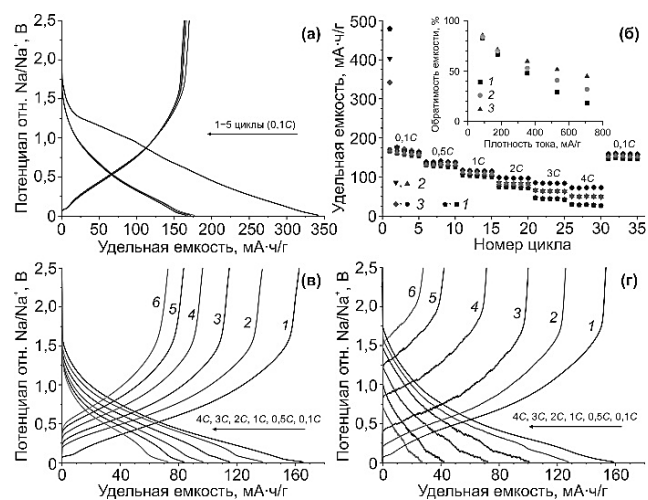 (а)
Потенциал отн. Na/Na⁺, В
2,5
2,0
1,5
1,0
0,5
0
1–5 циклы (0,1C)
0 50 100 150 200 250 300 350
Удельная емкость, мА·ч/г
(б)
Удельная емкость, мА·ч/г
500
400
300
200
100
0
Обратимость емкости, %
100
50
0
1
2
3
0 200 400 600 800
Плотность тока, мА/г
0,1C 0,5C 1C 2C 3C 4C 0,1C
2
3 1
0 5 10 15 20 25 30 35
Номер цикла
(в)
Потенциал отн. Na/Na⁺, В
2,5
2,0
1,5
1,0
0,5
0
6 5 4 3 2 1
4C, 3C, 2C, 1C, 0,5C, 0,1C
0 40 80 120 160
Удельная емкость, мА·ч/г
(г)
Потенциал отн. Na/Na⁺, В
2,5
2,0
1,5
1,0
0,5
0
6 5 4 3 2 1
4C, 3C, 2C, 1C, 0,5C, 0,1C
0 40 80 120 160
Удельная емкость, мА·ч/г